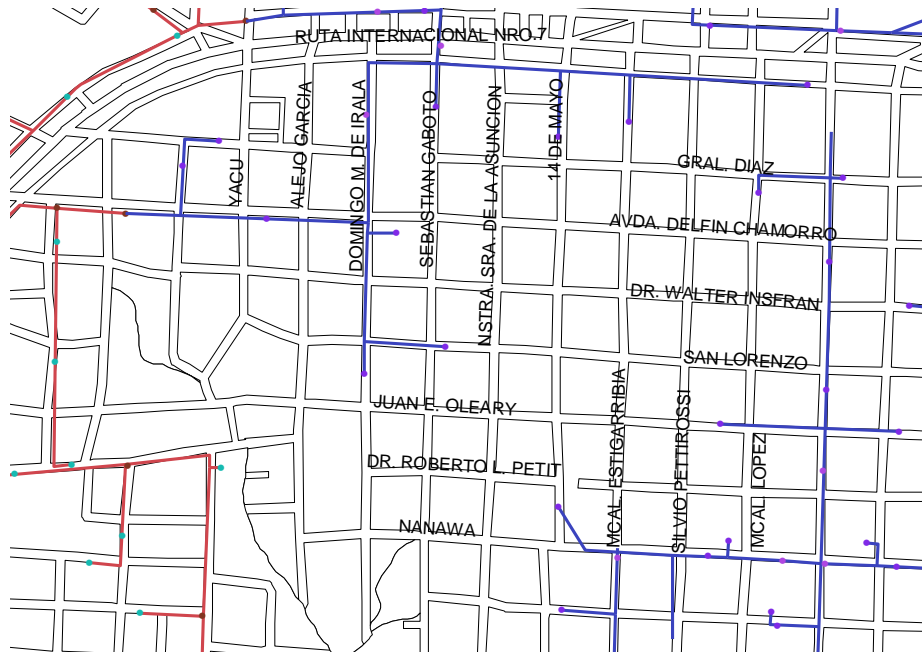 RUTA INTERNACIONAL NRO.7
YACU
ALEJO GARCIA
DOMINGO M. DE IRALA
SEBASTIAN GABOTO
NSTRA. SRA. DE LA ASUNCION
14 DE MAYO
GRAL. DIAZ
AVDA. DELFIN CHAMORRO
DR. WALTER INSFRAN
SAN LORENZO
JUAN E. OLEARY
MCAL. ESTIGARRIBIA
SILVIO PETTIROSSI
MCAL. LOPEZ
DR. ROBERTO L. PETIT
NANAWA